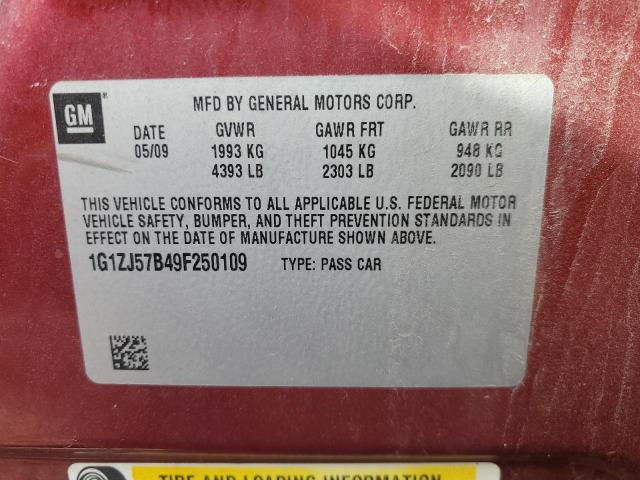 GM
MFD BY GENERAL MOTORS CORP.
DATE GVWR GAWR FRT GAWR RR
05/09 1993 KG 1045 KG 948 KG
4393 LB 2303 LB 2090 LB
THIS VEHICLE CONFORMS TO ALL APPLICABLE U.S. FEDERAL MOTOR
VEHICLE SAFETY, BUMPER, AND THEFT PREVENTION STANDARDS IN
EFFECT ON THE DATE OF MANUFACTURE SHOWN ABOVE.
1G1ZJ57B49F250109 TYPE: PASS CAR
TIRE AND LOADING INFORMATION